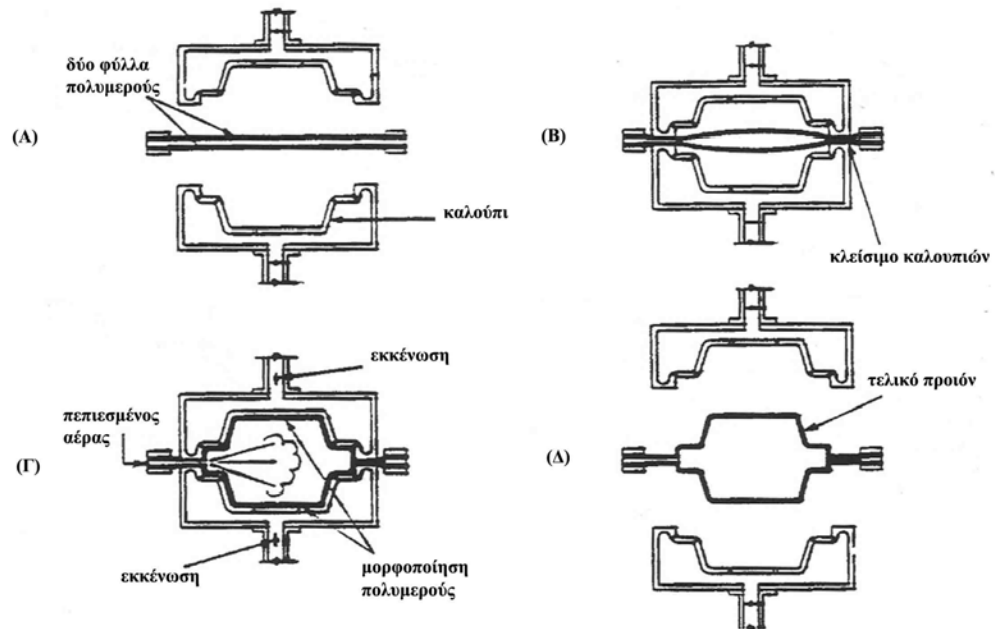 δύο φύλλα
πολυμερούς
(Α)
καλούπι
(Β)
κλείσιμο καλουπιών
εκκένωση
πεπιεσμένος
αέρας
(Γ)
εκκένωση
μορφοποίηση
πολυμερούς
τελικό προιόν
(Δ)